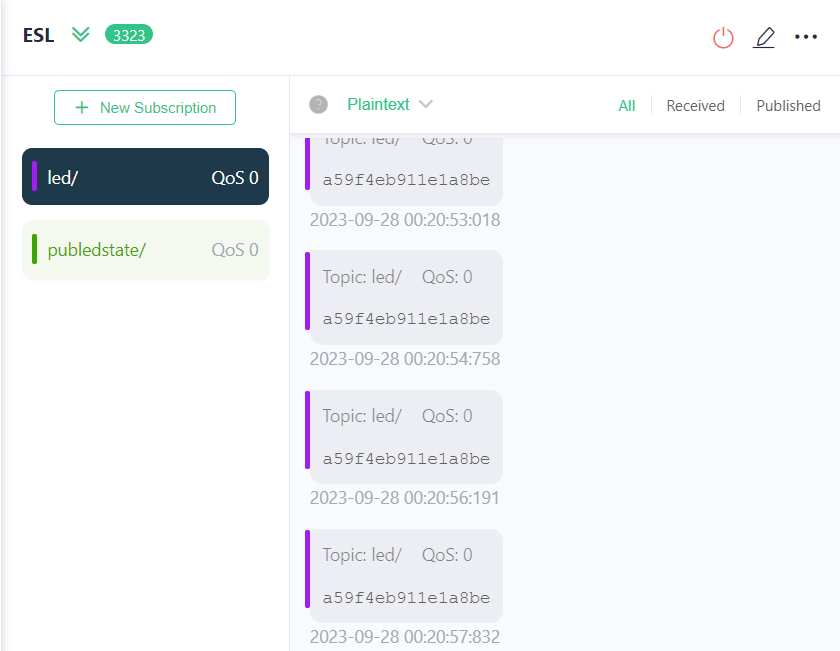 ESL 3323
+ New Subscription
led/ QoS 0
publedstate/ QoS 0
? Plaintext
All Received Published
Topic: led/ QoS: 0
a59f4eb911e1a8be
2023-09-28 00:20:53:018
Topic: led/ QoS: 0
a59f4eb911e1a8be
2023-09-28 00:20:54:758
Topic: led/ QoS: 0
a59f4eb911e1a8be
2023-09-28 00:20:56:191
Topic: led/ QoS: 0
a59f4eb911e1a8be
2023-09-28 00:20:57:832